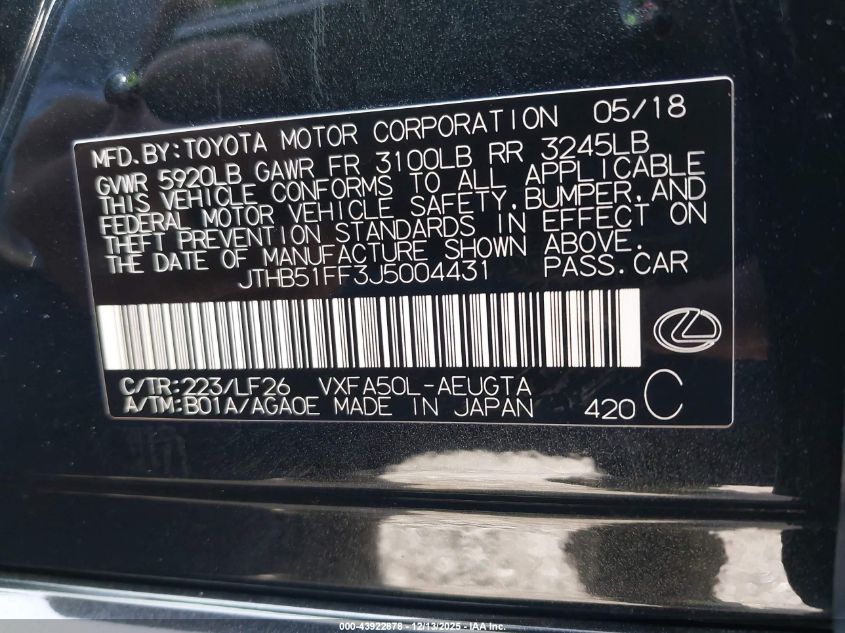 MFD.BY:TOYOTA MOTOR CORPORATION 05/18
GVWR 5920LB GAWR FR 3100LB RR 3245LB
THIS VEHICLE CONFORMS TO ALL APPLICABLE
FEDERAL MOTOR VEHICLE SAFETY,BUMPER,AND
THEFT PREVENTION STANDARDS IN EFFECT ON
THE DATE OF MANUFACTURE SHOWN ABOVE.
JTHB51FF3J5004431 PASS.CAR
C/TR:223/LF26 VXFA50L-AEUGTA
A/TM:B01A/AGA0E MADE IN JAPAN 420 C
000-43922878 - 12/13/2025 - IAA Inc.